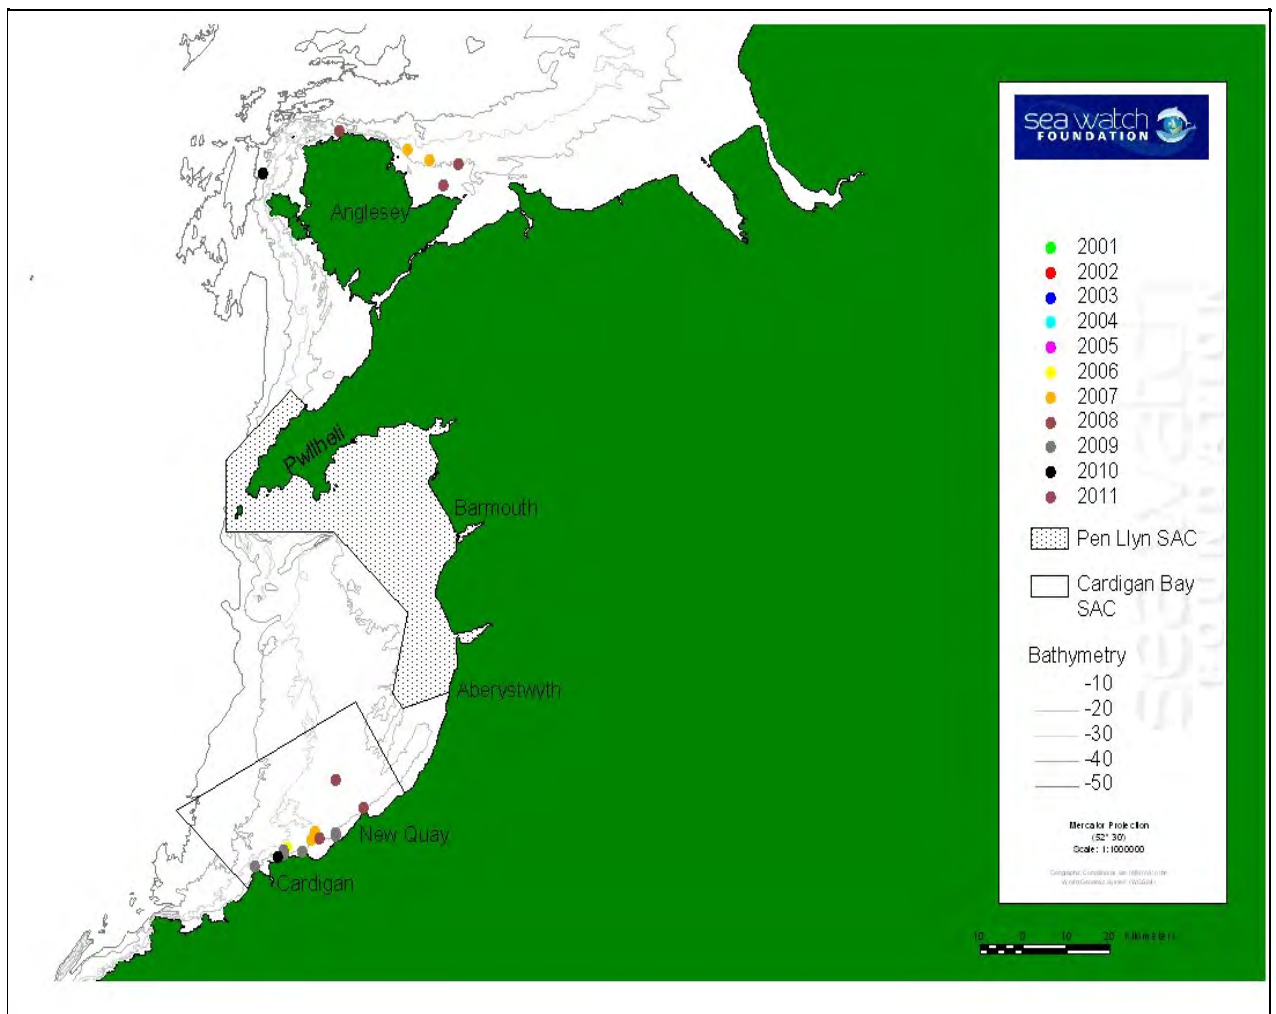 sea watch
FOUNDATION
Anglesey
2001
2002
2003
2004
2005
2006
2007
2008
2009
2010
2011
Pwllheli
Barmouth
Pen Llyn SAC
Cardigan Bay
SAC
Bathymetry
-10
-20
-30
-40
-50
Aberystwyth
New Quay
Cardigan
Mercator Projection
(52° 30)
Scale: 1:1000000
10 0 10 20 Kilometers